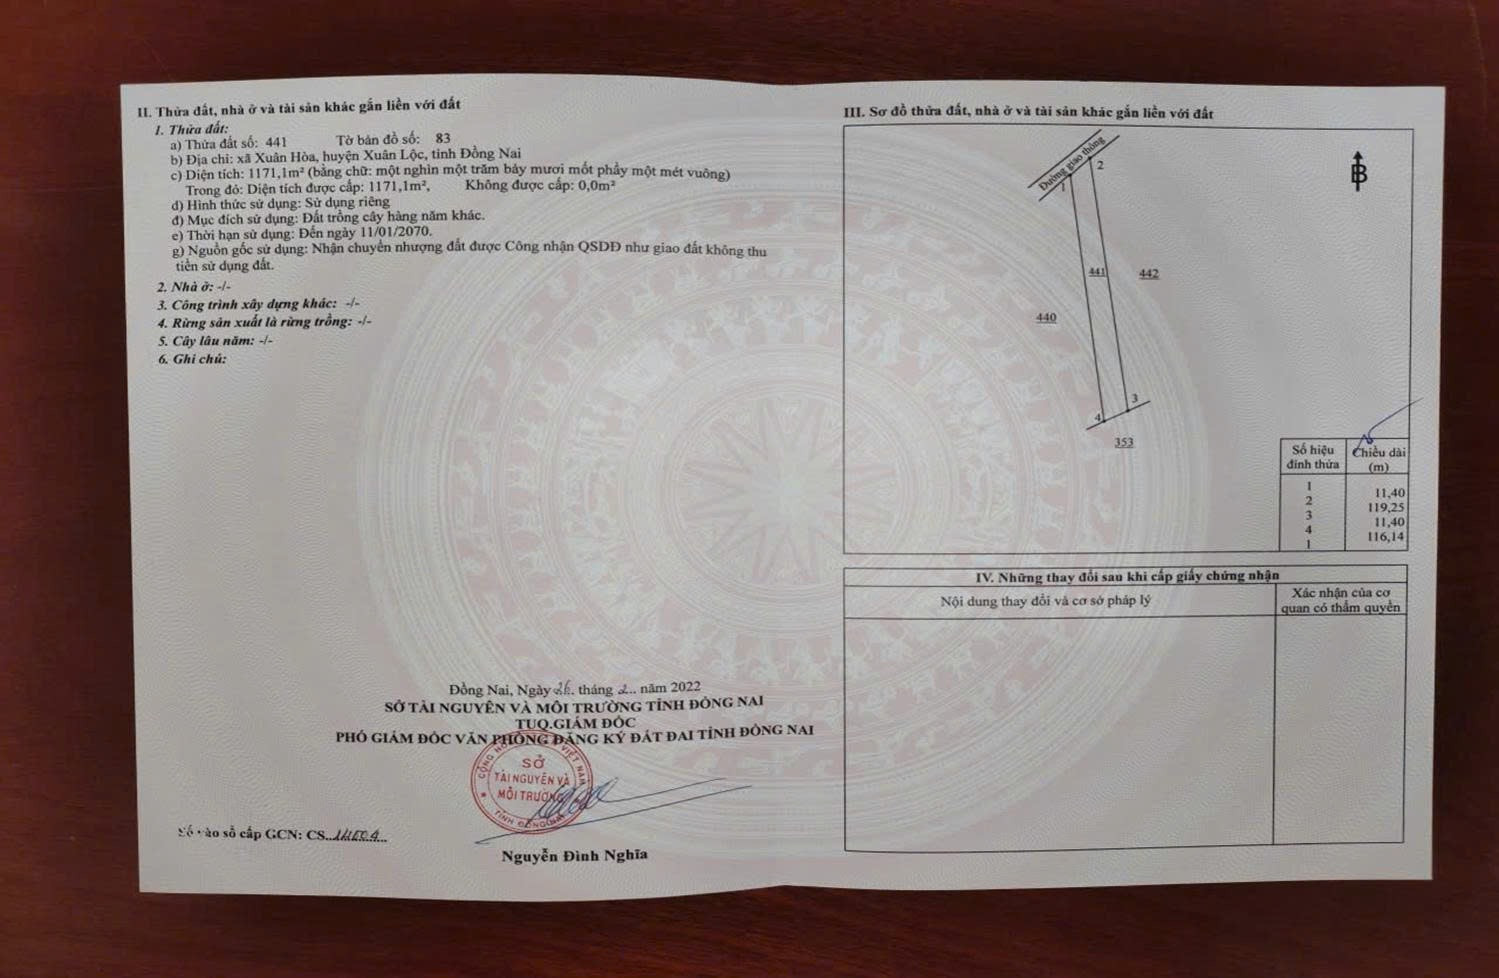 II. Thửa đất, nhà ở và tài sản khác gắn liền với đất
1. Thửa đất:
a) Thửa đất số: 441 Tờ bản đồ số: 83
b) Địa chỉ: xã Xuân Hòa, huyện Xuân Lộc, tỉnh Đồng Nai
c) Diện tích: 1171,1m² (bằng chữ: một nghìn một trăm bảy mươi mốt phẩy một mét vuông)
Trong đó: Diện tích được cấp: 1171,1m², Không được cấp: 0,0m²
d) Hình thức sử dụng: Sử dụng riêng
đ) Mục đích sử dụng: Đất trồng cây hàng năm khác.
e) Thời hạn sử dụng: Đến ngày 11/01/2070.
g) Nguồn gốc sử dụng: Nhận chuyển nhượng đất được Công nhận QSDĐ như giao đất không thu
tiền sử dụng đất.
2. Nhà ở: -/-
3. Công trình xây dựng khác: -/-
4. Rừng sản xuất là rừng trồng: -/-
5. Cây lâu năm: -/-
6. Ghi chú:
Đồng Nai, Ngày 26. tháng 2.. năm 2022
SỞ TÀI NGUYÊN VÀ MÔI TRƯỜNG TỈNH ĐỒNG NAI
TUQ.GIÁM ĐỐC
PHÓ GIÁM ĐỐC VĂN PHÒNG ĐĂNG KÝ ĐẤT ĐAI TỈNH ĐỒNG NAI
SỞ
TÀI NGUYÊN VÀ
MÔI TRƯỜNG
TỈNH ĐỒNG NAI
Số vào sổ cấp GCN: CS
Nguyễn Đình Nghĩa
III. Sơ đồ thửa đất, nhà ở và tài sản khác gắn liền với đất
Đường giao thông
1
2
B
441
442
440
3
4
353
Số hiệu đỉnh thửa
Chiều dài (m)
1
11,40
2
119,25
3
11,40
4
116,14
1
IV. Những thay đổi sau khi cấp giấy chứng nhận
Nội dung thay đổi và cơ sở pháp lý
Xác nhận của cơ
quan có thẩm quyền